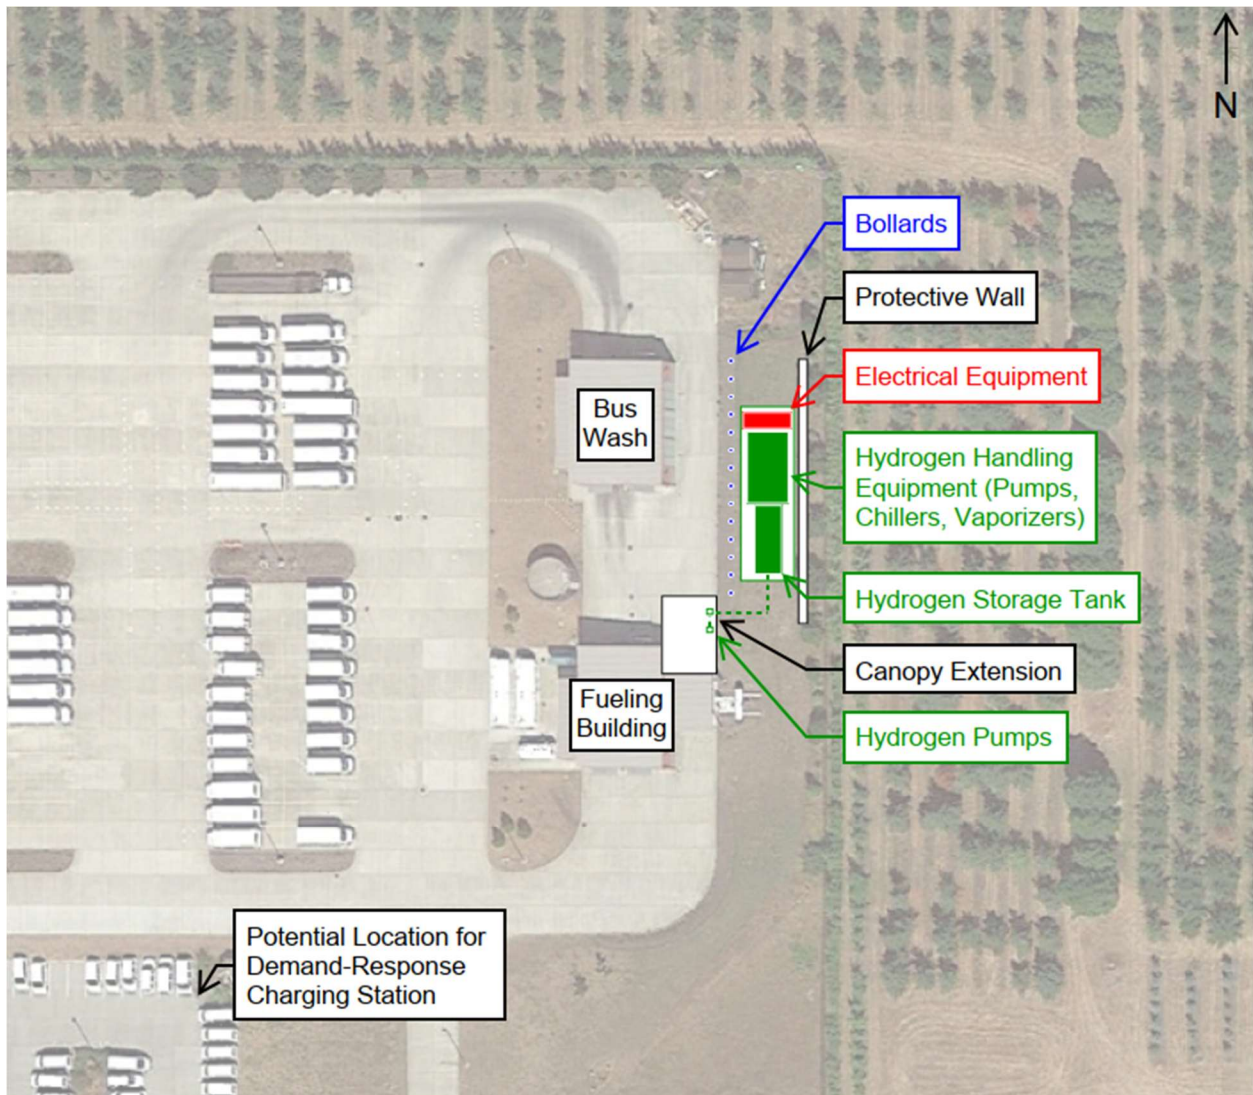 N
Bollards
Protective Wall
Electrical Equipment
Bus
Wash
Hydrogen Handling
Equipment (Pumps,
Chillers, Vaporizers)
Hydrogen Storage Tank
Canopy Extension
Fueling
Building
Hydrogen Pumps
Potential Location for
Demand-Response
Charging Station